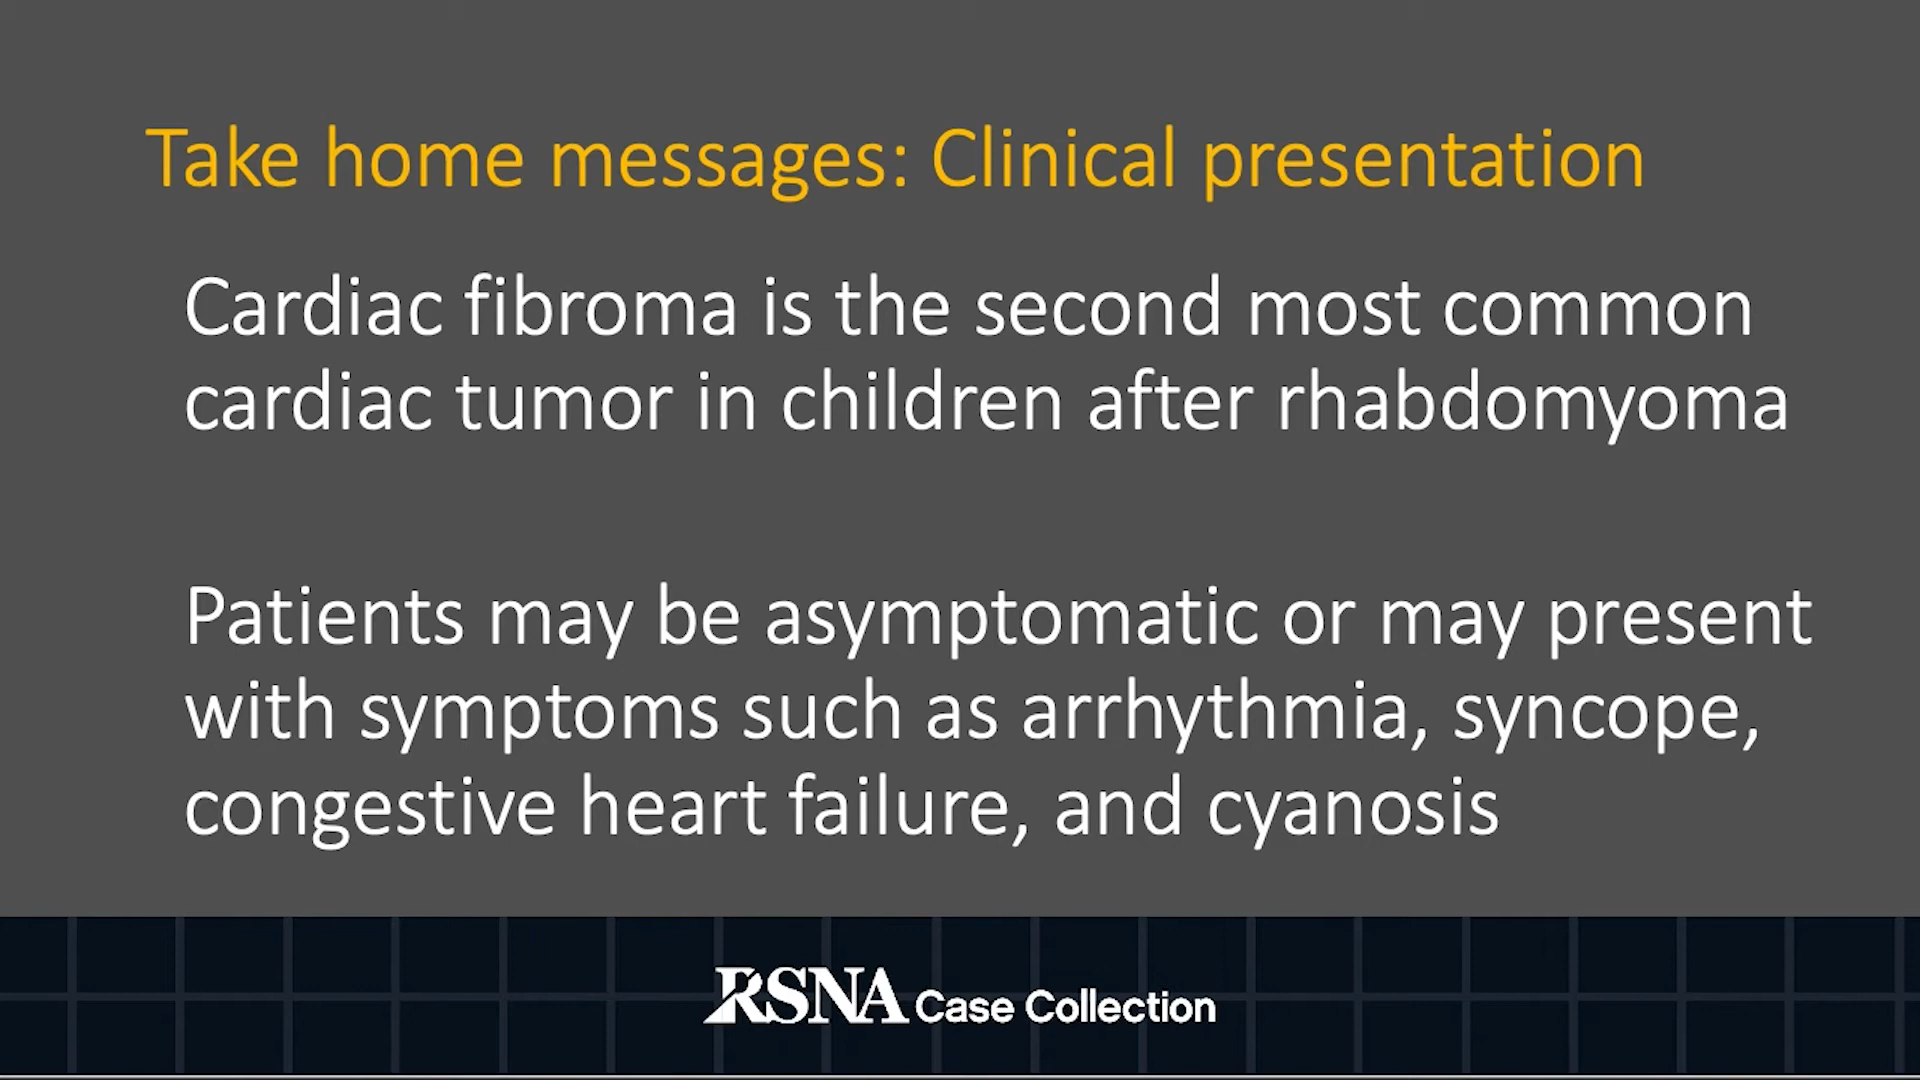 Take home messages: Clinical presentation
Cardiac fibroma is the second most common
cardiac tumor in children after rhabdomyoma
Patients may be asymptomatic or may present
with symptoms such as arrhythmia, syncope,
congestive heart failure, and cyanosis
RSNA Case Collection